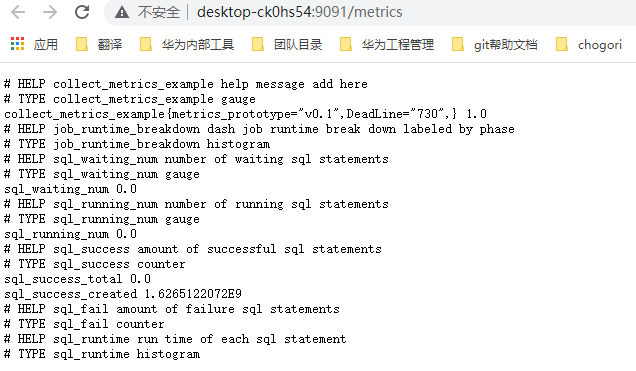 不安全 | desktop-ck0hs54:9091/metrics
应用 翻译 华为内部工具 团队目录 华为工程管理 git帮助文档 chogori
# HELP collect_metrics_example help message add here
# TYPE collect_metrics_example gauge
collect_metrics_example{metrics_prototype="v0.1",DeadLine="730",} 1.0
# HELP job_runtime_breakdown dash job runtime break down labeled by phase
# TYPE job_runtime_breakdown histogram
# HELP sql_waiting_num number of waiting sql statements
# TYPE sql_waiting_num gauge
sql_waiting_num 0.0
# HELP sql_running_num number of running sql statements
# TYPE sql_running_num gauge
sql_running_num 0.0
# HELP sql_success amount of successful sql statements
# TYPE sql_success counter
sql_success_total 0.0
sql_success_created 1.6265122072E9
# HELP sql_fail amount of failure sql statements
# TYPE sql_fail counter
# HELP sql_runtime run time of each sql statement
# TYPE sql_runtime histogram